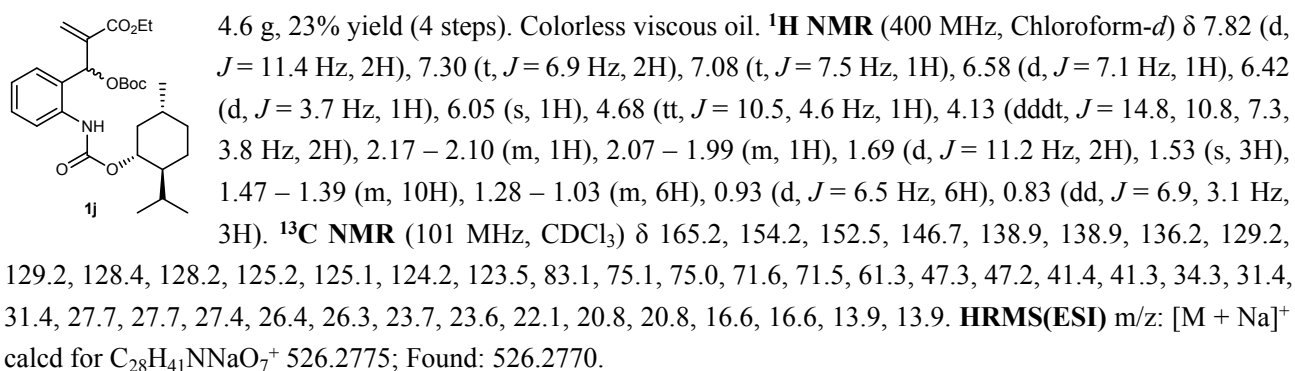 CO2Et
OBoc
NH
O
O
1j
4.6 g, 23% yield (4 steps). Colorless viscous oil. ¹H NMR (400 MHz, Chloroform-d) δ 7.82 (d,
J = 11.4 Hz, 2H), 7.30 (t, J = 6.9 Hz, 2H), 7.08 (t, J = 7.5 Hz, 1H), 6.58 (d, J = 7.1 Hz, 1H), 6.42
(d, J = 3.7 Hz, 1H), 6.05 (s, 1H), 4.68 (tt, J = 10.5, 4.6 Hz, 1H), 4.13 (dddt, J = 14.8, 10.8, 7.3,
3.8 Hz, 2H), 2.17 – 2.10 (m, 1H), 2.07 – 1.99 (m, 1H), 1.69 (d, J = 11.2 Hz, 2H), 1.53 (s, 3H),
1.47 – 1.39 (m, 10H), 1.28 – 1.03 (m, 6H), 0.93 (d, J = 6.5 Hz, 6H), 0.83 (dd, J = 6.9, 3.1 Hz,
3H). ¹³C NMR (101 MHz, CDCl₃) δ 165.2, 154.2, 152.5, 146.7, 138.9, 138.9, 136.2, 129.2,
129.2, 128.4, 128.2, 125.2, 125.1, 124.2, 123.5, 83.1, 75.1, 75.0, 71.6, 71.5, 61.3, 47.3, 47.2, 41.4, 41.3, 34.3, 31.4,
31.4, 27.7, 27.7, 27.4, 26.4, 26.3, 23.7, 23.6, 22.1, 20.8, 20.8, 16.6, 16.6, 13.9, 13.9. HRMS(ESI) m/z: [M + Na]⁺
calcd for C₂₈H₄₁NNaO₇⁺ 526.2775; Found: 526.2770.